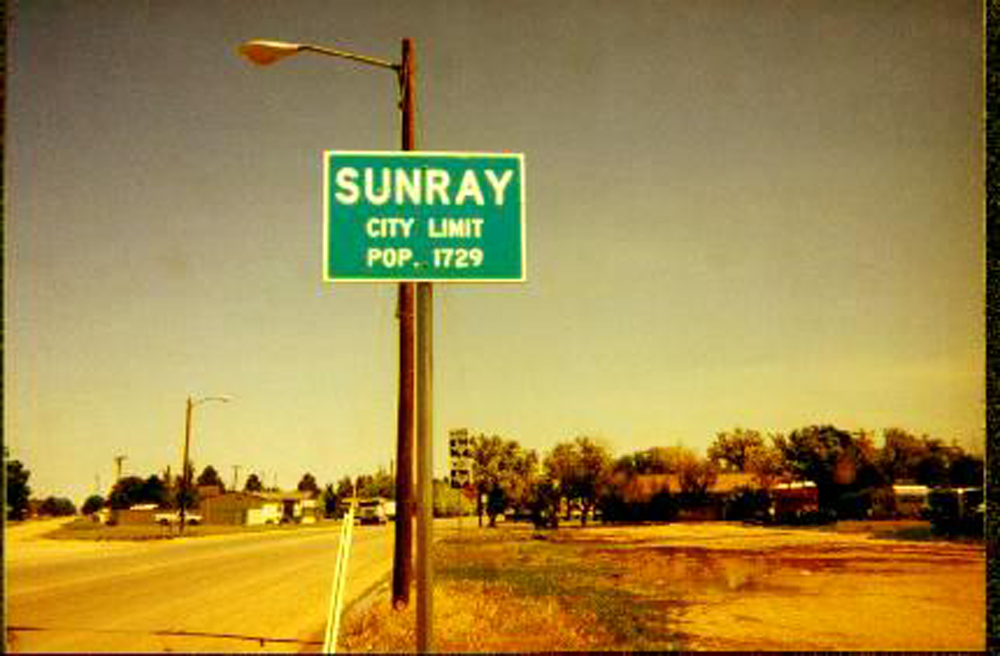 SUNRAY
CITY LIMIT
POP. 1729